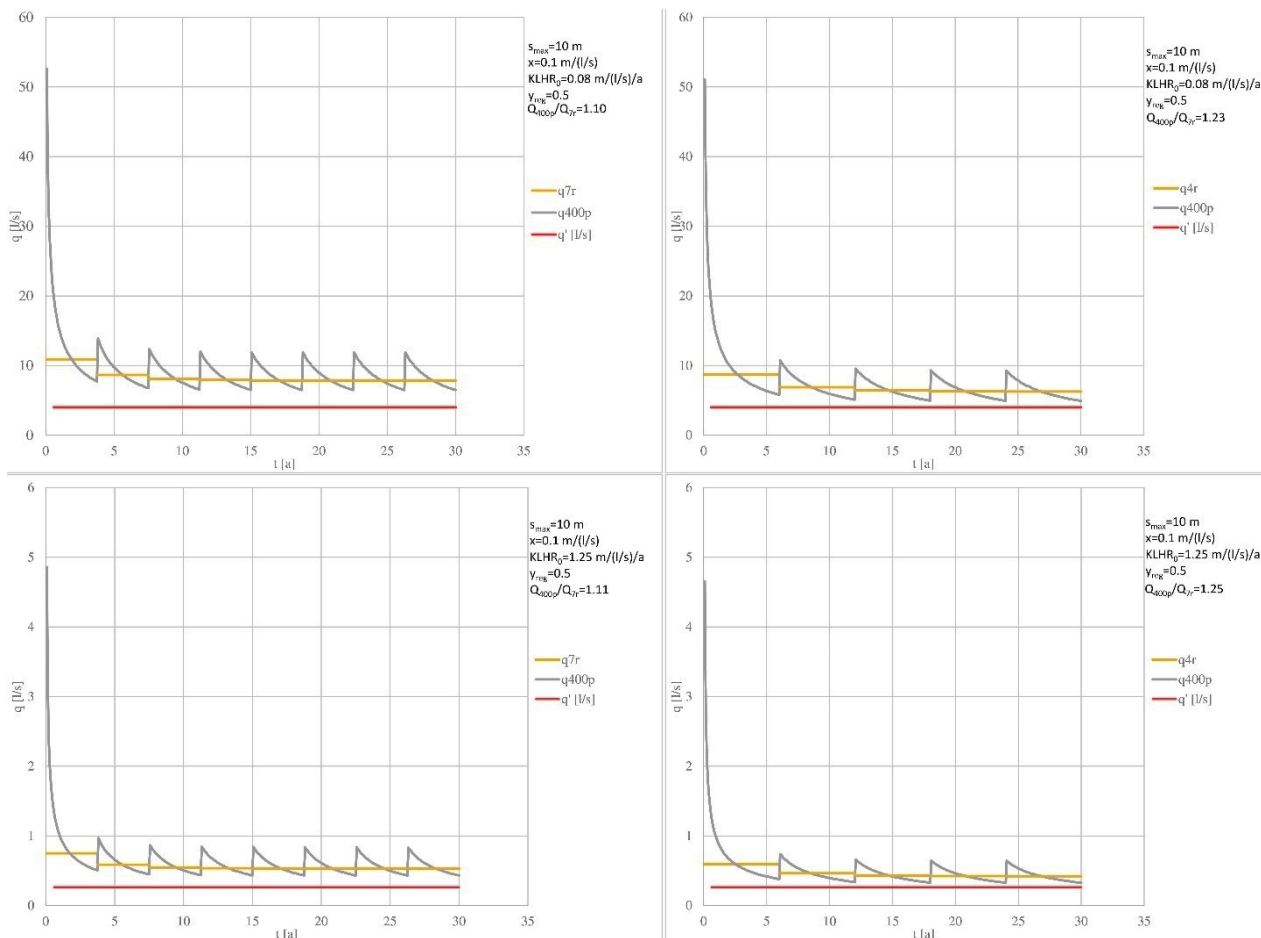 60
50
40
30
20
10
0
q [l/s]
0 5 10 15 20 25 30 35
t [a]
s_max=10 m
x=0.1 m/(l/s)
KLHR_0=0.08 m/(l/s)/a
y_reg=0.5
Q_400p/Q_7r=1.10
q7r
q400p
q' [l/s]
60
50
40
30
20
10
0
q [l/s]
0 5 10 15 20 25 30 35
t [a]
s_max=10 m
x=0.1 m/(l/s)
KLHR_0=0.08 m/(l/s)/a
y_reg=0.5
Q_400p/Q_7r=1.23
q4r
q400p
q' [l/s]
6
5
4
3
2
1
0
q [l/s]
0 5 10 15 20 25 30 35
t [a]
s_max=10 m
x=0.1 m/(l/s)
KLHR_0=1.25 m/(l/s)/a
y_reg=0.5
Q_400p/Q_7r=1.11
q7r
q400p
q' [l/s]
6
5
4
3
2
1
0
q [l/s]
0 5 10 15 20 25 30 35
t [a]
s_max=10 m
x=0.1 m/(l/s)
KLHR_0=1.25 m/(l/s)/a
y_reg=0.5
Q_400p/Q_7r=1.25
q4r
q400p
q' [l/s]